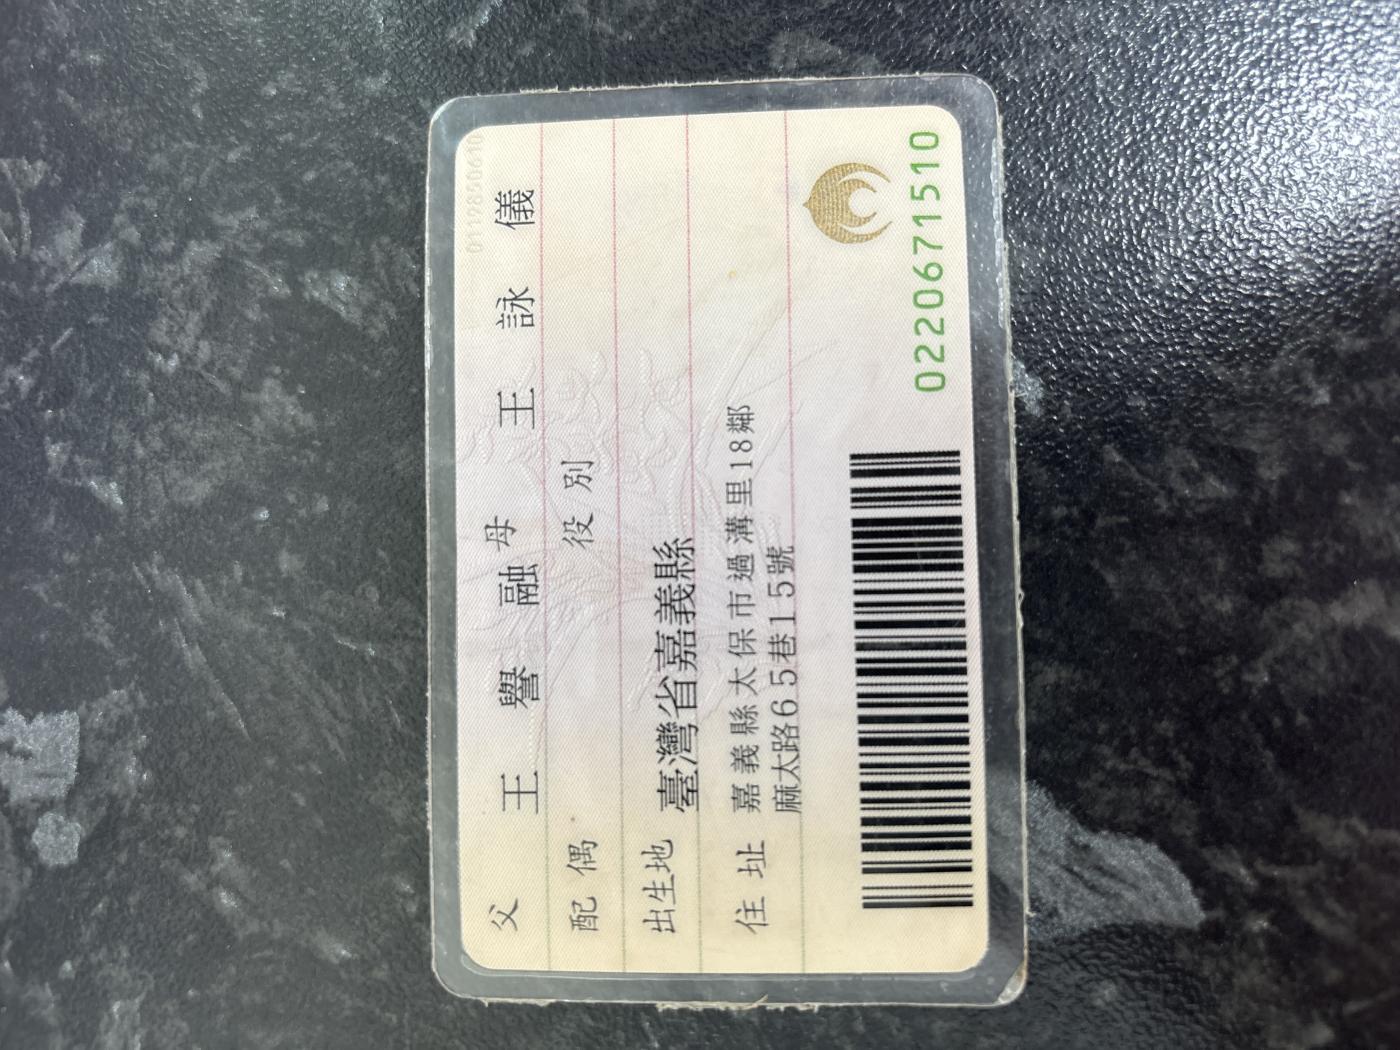 0119850610
父 王譽融 母 王詠儀
配偶 役別
出生地 臺灣省嘉義縣
住址 嘉義縣太保市過溝里18鄰
麻太路65巷15號
0220671510